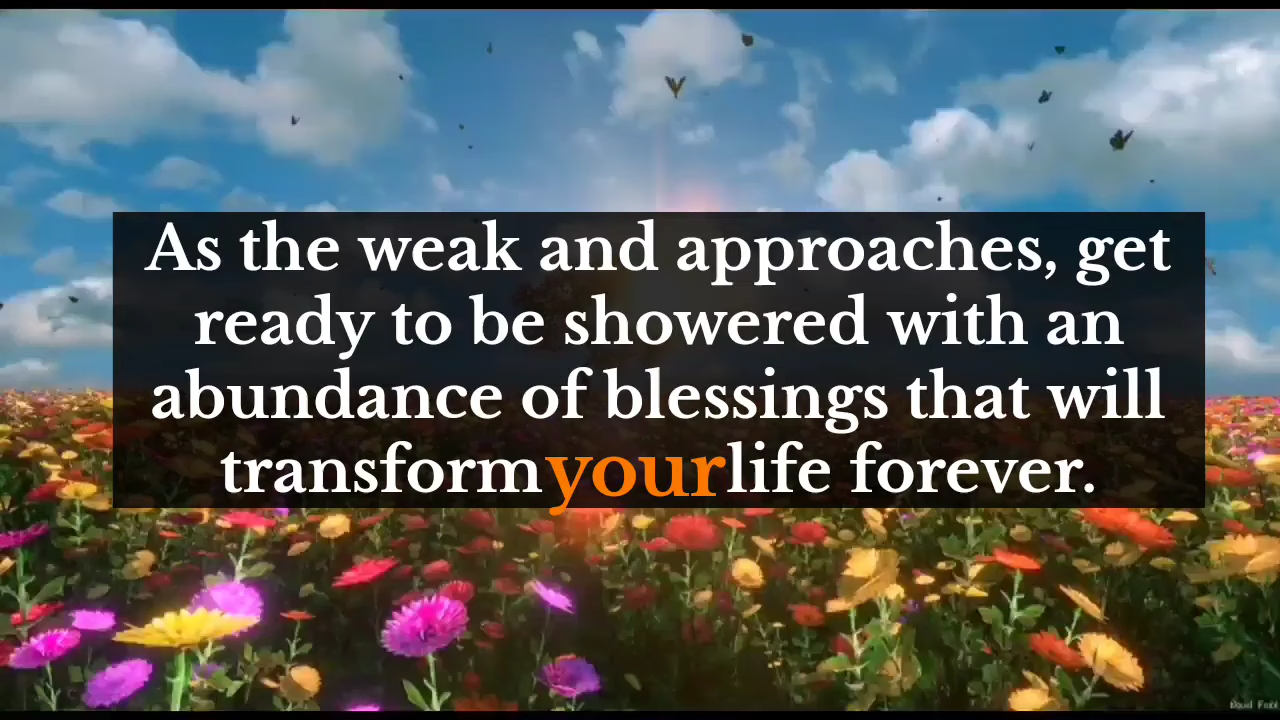 As the weak and approaches, get
ready to be showered with an
abundance of blessings that will
transform your life forever.